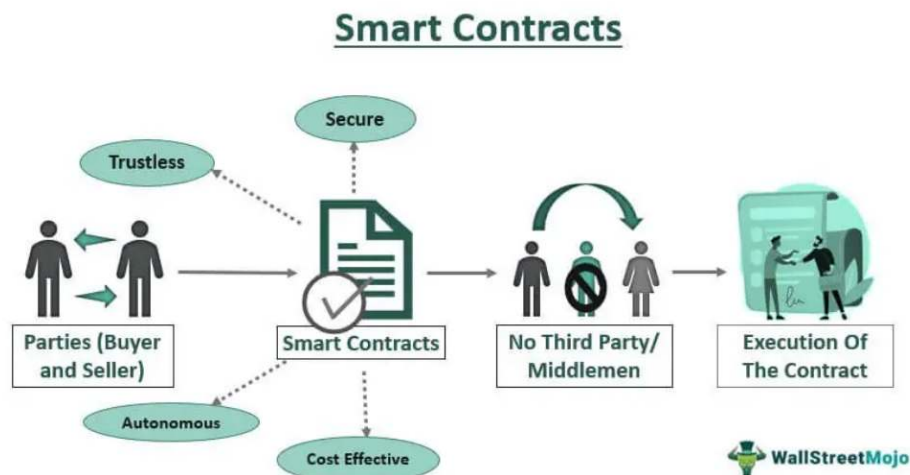 Smart Contracts
Secure
Trustless
Parties (Buyer
and Seller)
Smart Contracts
No Third Party/
Middlemen
Execution Of
The Contract
Autonomous
Cost Effective
WallStreetMojo